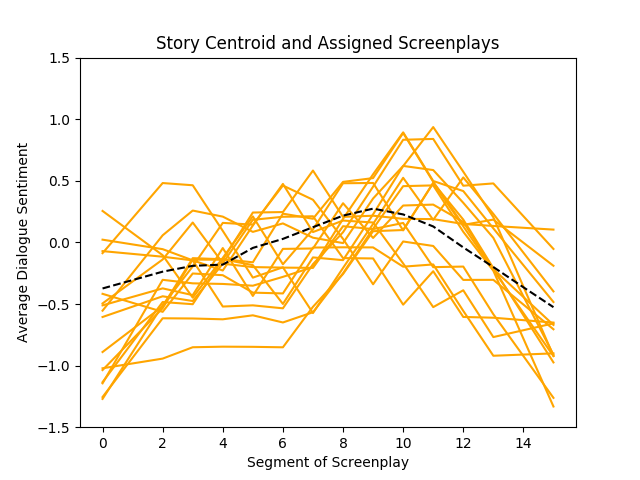 Story Centroid and Assigned Screenplays
1.5
1.0
0.5
0.0
−0.5
−1.0
−1.5
Average Dialogue Sentiment
0 2 4 6 8 10 12 14
Segment of Screenplay